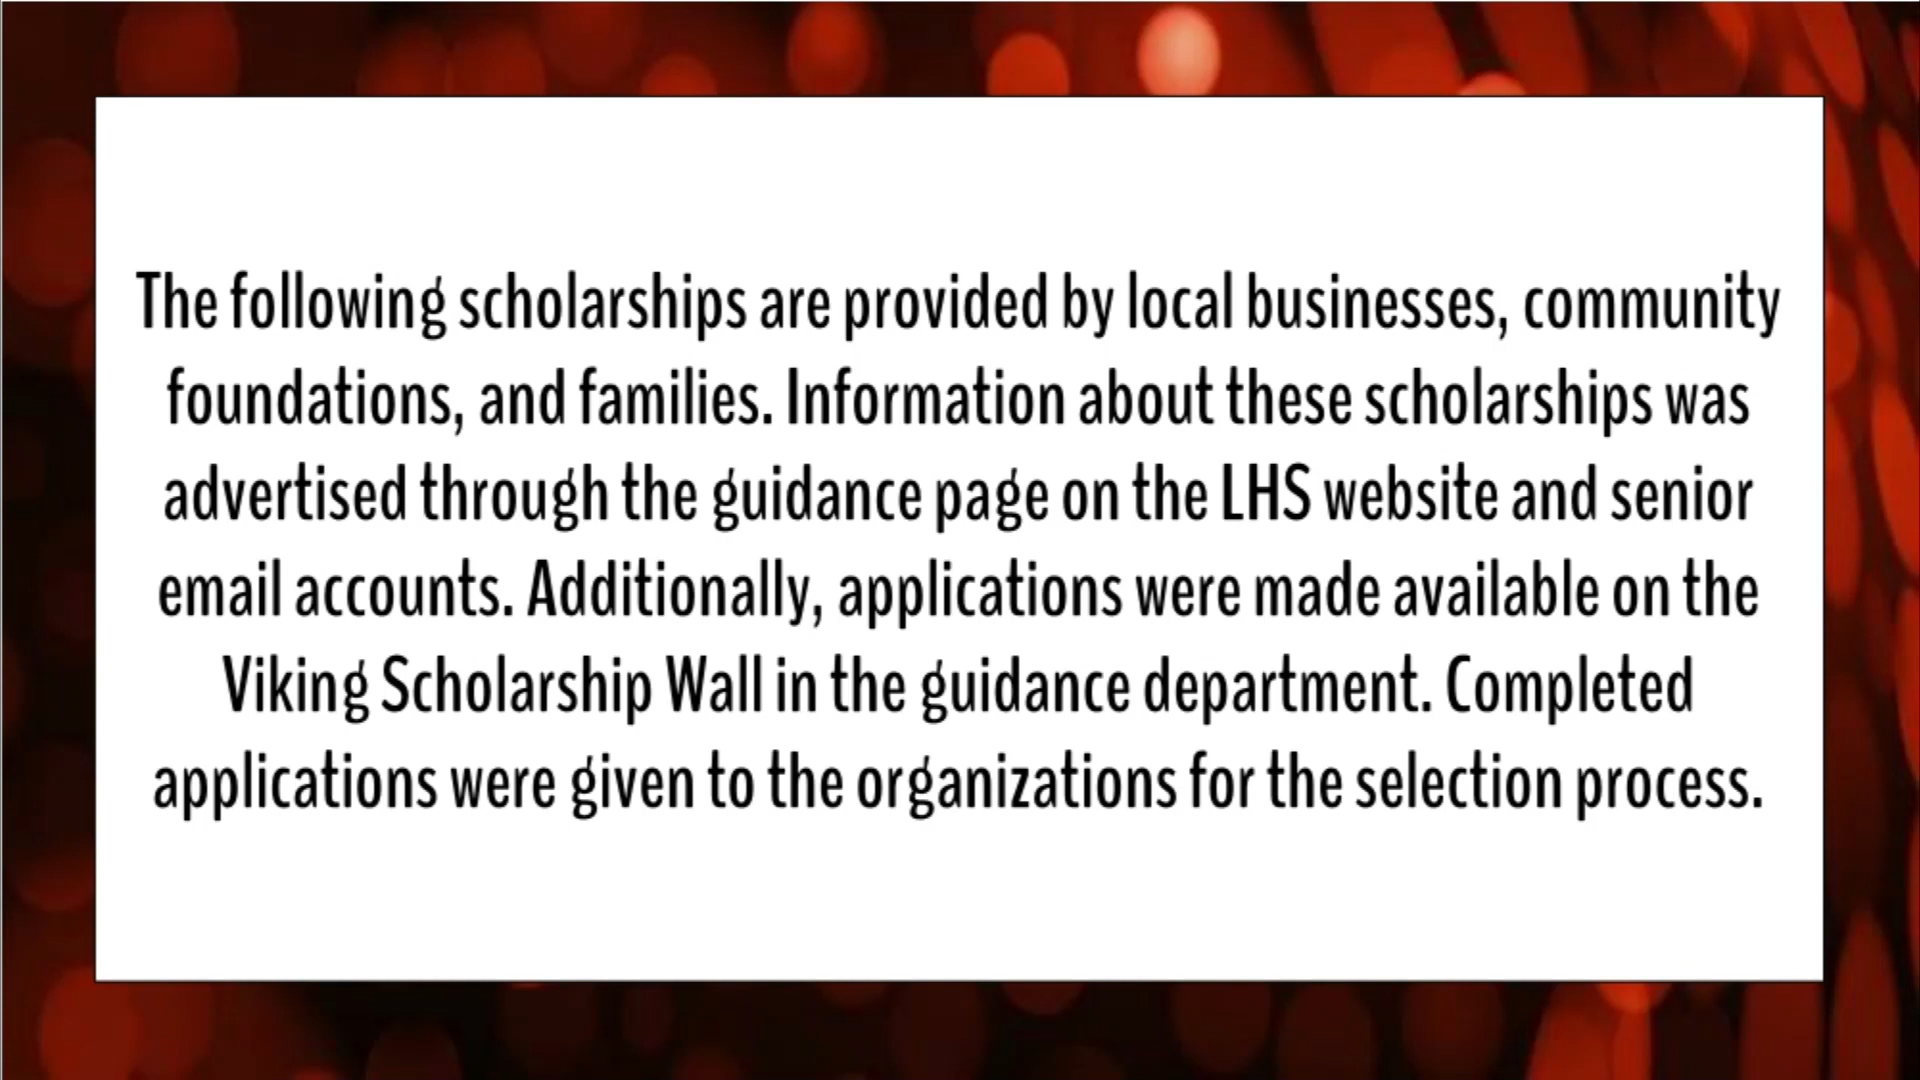 The following scholarships are provided by local businesses, community
foundations, and families. Information about these scholarships was
advertised through the guidance page on the LHS website and senior
email accounts. Additionally, applications were made available on the
Viking Scholarship Wall in the guidance department. Completed
applications were given to the organizations for the selection process.